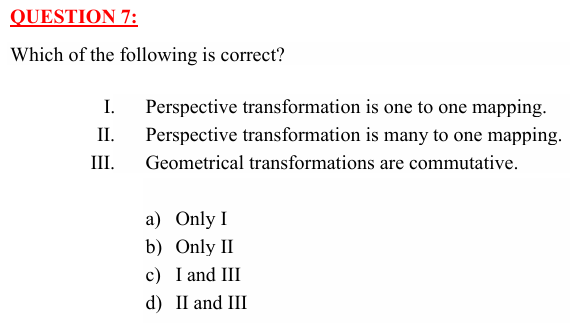 QUESTION 7:
Which of the following is correct?
I. Perspective transformation is one to one mapping.
II. Perspective transformation is many to one mapping.
III. Geometrical transformations are commutative.
a) Only I
b) Only II
c) I and III
d) II and III